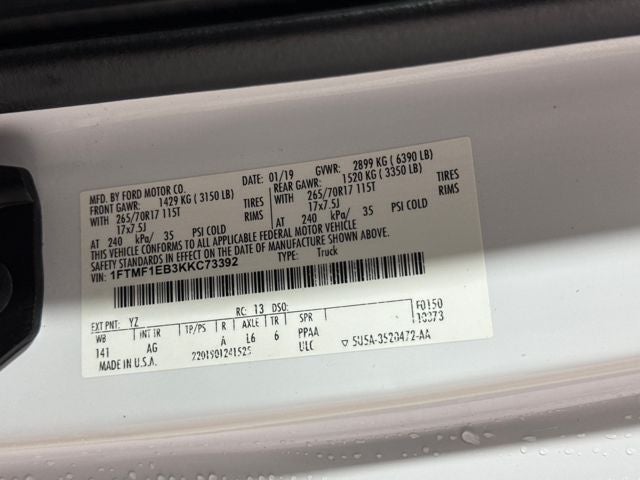 MFD. BY FORD MOTOR CO. DATE: 01/19 GVWR: 2899 KG ( 6390 LB)
FRONT GAWR: 1429 KG ( 3150 LB) REAR GAWR: 1520 KG ( 3350 LB)
WITH 265/70R17 115T TIRES WITH 265/70R17 115T TIRES
17x7.5J RIMS 17x7.5J RIMS
AT 240 kPa/ 35 PSI COLD AT 240 kPa/ 35 PSI COLD
THIS VEHICLE CONFORMS TO ALL APPLICABLE FEDERAL MOTOR VEHICLE
SAFETY STANDARDS IN EFFECT ON THE DATE OF MANUFACTURE SHOWN ABOVE.
VIN: 1FTMF1EB3KKC73392 TYPE: Truck
EXT PNT: YZ RC: 13 DSO: F0150
WB INT TR TP/PS R AXLE TR SPR 10373
141 AG A L6 6 PPAA
MADE IN U.S.A. 2201901241525 ULC ▽ 5U5A-3520472-AA